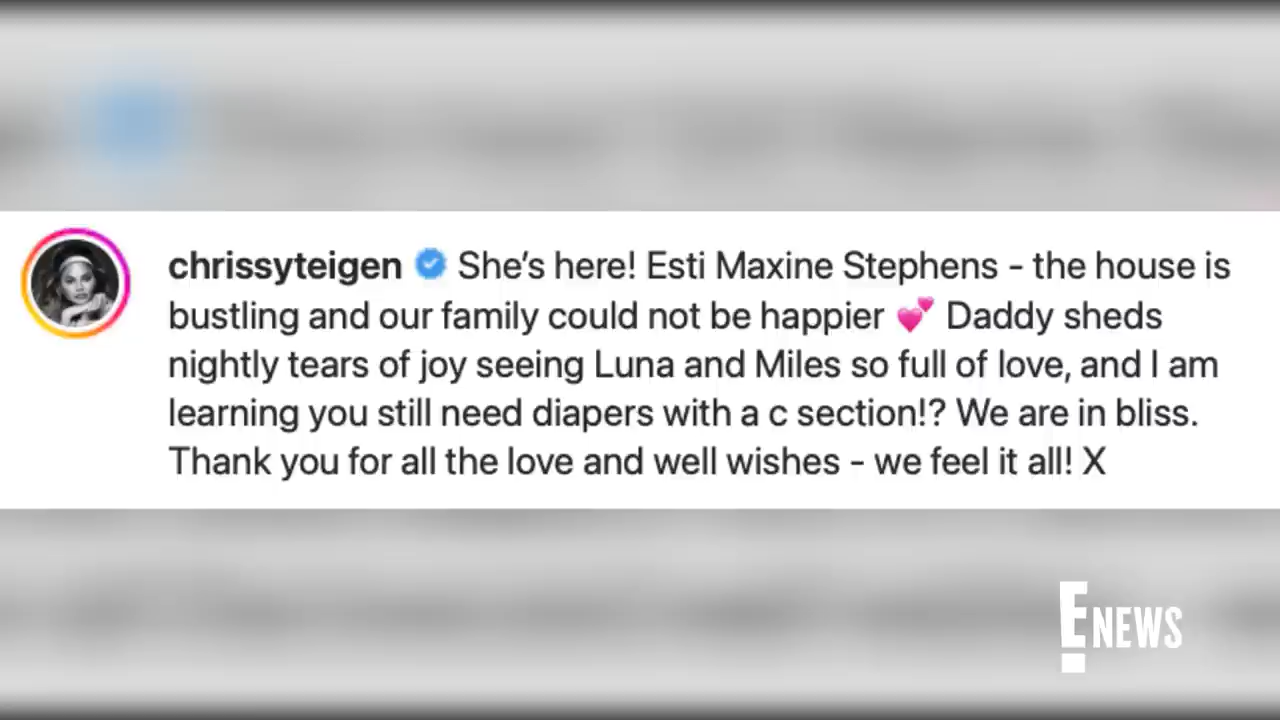 chrissyteigen She's here! Esti Maxine Stephens - the house is
bustling and our family could not be happier 💕 Daddy sheds
nightly tears of joy seeing Luna and Miles so full of love, and I am
learning you still need diapers with a c section!? We are in bliss.
Thank you for all the love and well wishes - we feel it all! X
E! NEWS